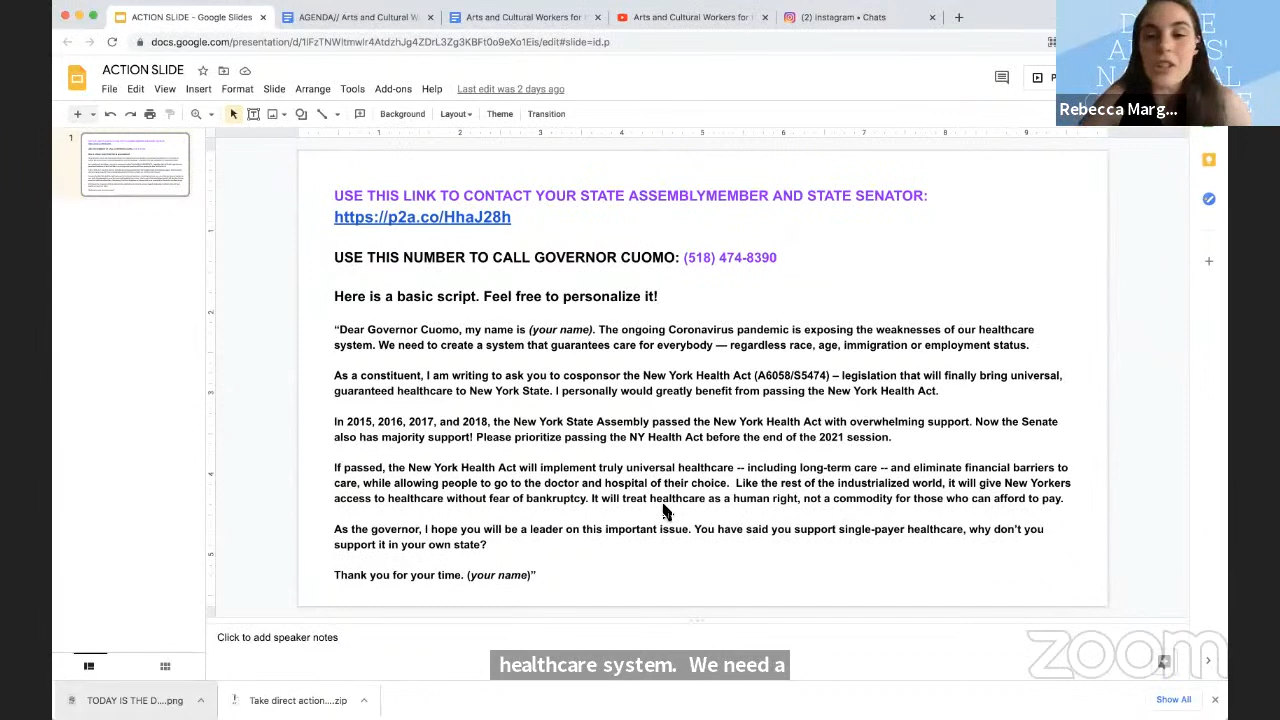 ACTION SLIDE - Google Slides
AGENDA// Arts and Cultural W
Arts and Cultural Workers for
Arts and Cultural Workers for
(2) Instagram • Chats
docs.google.com/presentation/d/1lFzTNWltmwlr4AtdzhJg4ZDrL3Zg3KBFt0o9eXo1Eis/edit#slide=id.p
ACTION SLIDE
File Edit View Insert Format Slide Arrange Tools Add-ons Help Last edit was 2 days ago
Background Layout Theme Transition
Rebecca Marg...
1
USE THIS LINK TO CONTACT YOUR STATE ASSEMBLYMEMBER AND STATE SENATOR:
https://p2a.co/HhaJ28h
USE THIS NUMBER TO CALL GOVERNOR CUOMO: (518) 474-8390
Here is a basic script. Feel free to personalize it!
“Dear Governor Cuomo, my name is (your name). The ongoing Coronavirus pandemic is exposing the weaknesses of our healthcare
system. We need to create a system that guarantees care for everybody — regardless race, age, immigration or employment status.
As a constituent, I am writing to ask you to cosponsor the New York Health Act (A6058/S5474) – legislation that will finally bring universal,
guaranteed healthcare to New York State. I personally would greatly benefit from passing the New York Health Act.
In 2015, 2016, 2017, and 2018, the New York State Assembly passed the New York Health Act with overwhelming support. Now the Senate
also has majority support! Please prioritize passing the NY Health Act before the end of the 2021 session.
If passed, the New York Health Act will implement truly universal healthcare -- including long-term care -- and eliminate financial barriers to
care, while allowing people to go to the doctor and hospital of their choice.  Like the rest of the industrialized world, it will give New Yorkers
access to healthcare without fear of bankruptcy. It will treat healthcare as a human right, not a commodity for those who can afford to pay.
As the governor, I hope you will be a leader on this important issue. You have said you support single-payer healthcare, why don’t you
support it in your own state?
Thank you for your time. (your name)”
Click to add speaker notes
healthcare system.  We need a
zoom
TODAY IS THE D....png
Take direct action....zip
Show All